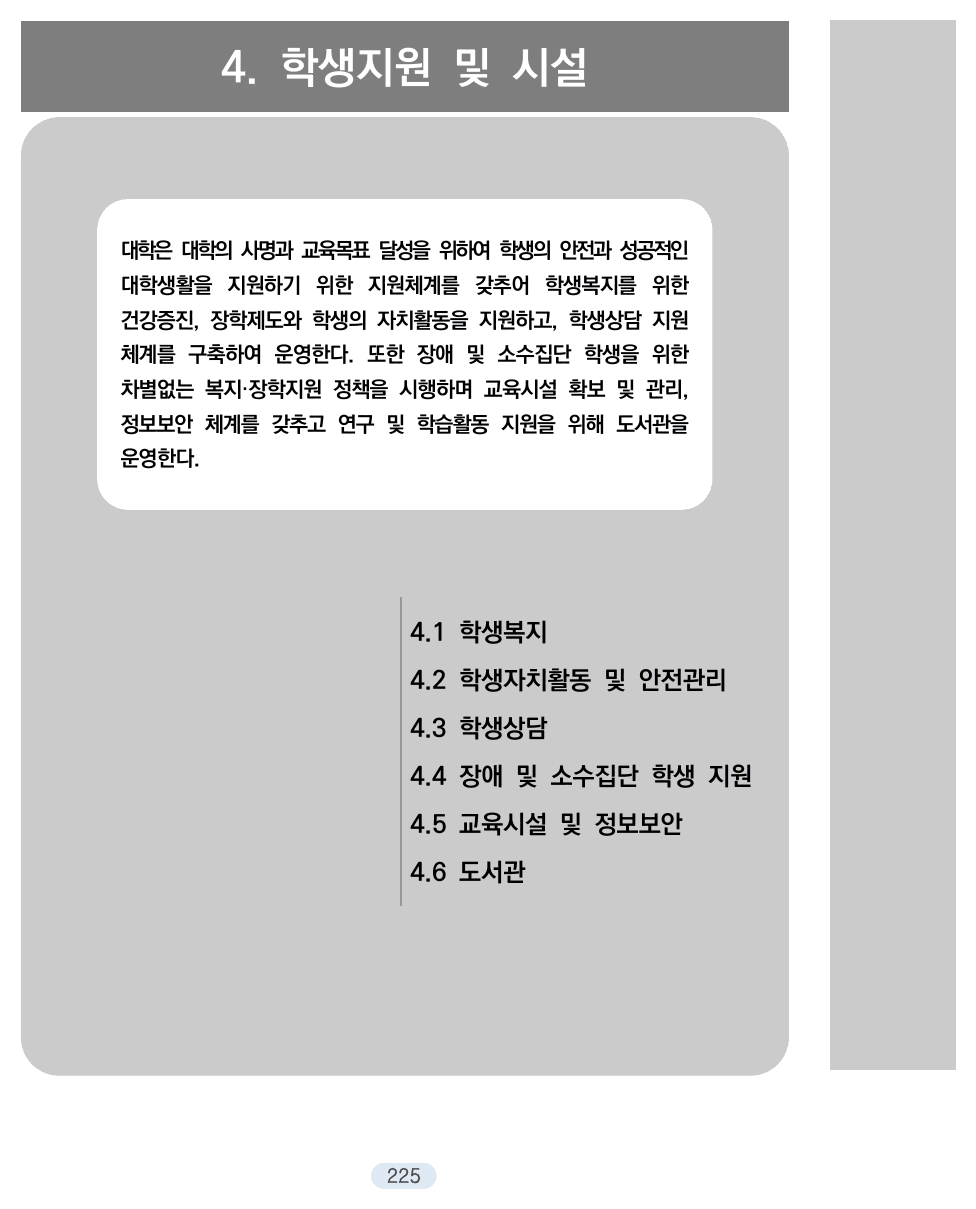 4. 학생지원 및 시설
대학은 대학의 사명과 교육목표 달성을 위하여 학생의 안전과 성공적인
대학생활을 지원하기 위한 지원체계를 갖추어 학생복지를 위한
건강증진, 장학제도와 학생의 자치활동을 지원하고, 학생상담 지원
체계를 구축하여 운영한다. 또한 장애 및 소수집단 학생을 위한
차별없는 복지·장학지원 정책을 시행하며 교육시설 확보 및 관리,
정보보안 체계를 갖추고 연구 및 학습활동 지원을 위해 도서관을
운영한다.
4.1 학생복지
4.2 학생자치활동 및 안전관리
4.3 학생상담
4.4 장애 및 소수집단 학생 지원
4.5 교육시설 및 정보보안
4.6 도서관
225